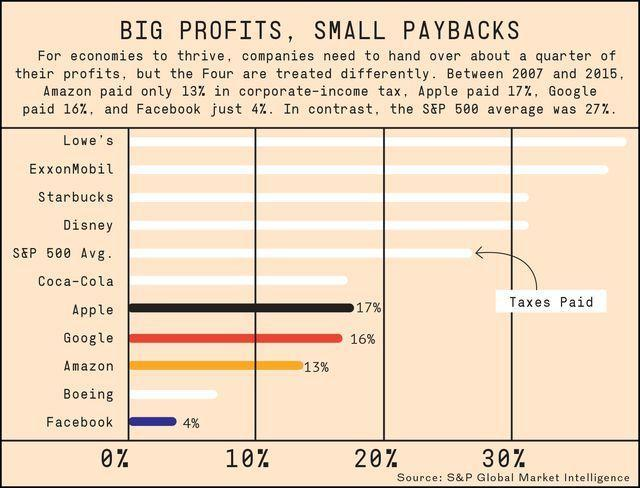 BIG PROFITS, SMALL PAYBACKS
For economies to thrive, companies need to hand over about a quarter of
their profits, but the Four are treated differently. Between 2007 and 2015,
Amazon paid only 13% in corporate-income tax, Apple paid 17%, Google
paid 16%, and Facebook just 4%. In contrast, the S&P 500 average was 27%.
Lowe's
ExxonMobil
Starbucks
Disney
S&P 500 Avg.
Coca-Cola
Taxes Paid
Apple 17%
Google 16%
Amazon 13%
Boeing
Facebook 4%
0% 10% 20% 30%
Source: S&P Global Market Intelligence